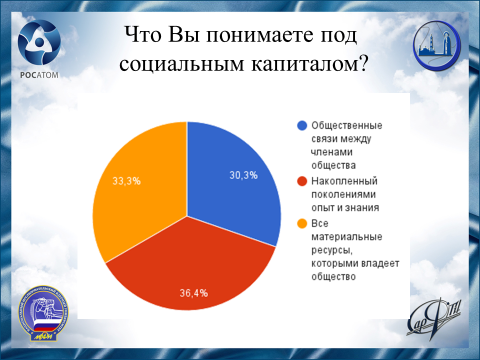 Что Вы понимаете под
социальным капиталом?
РОСАТОМ
30,3%
33,3%
36,4%
Общественные
связи между
членами
общества
Накопленный
поколениями
опыт и знания
Все
материальные
ресурсы,
которыми владеет
общество